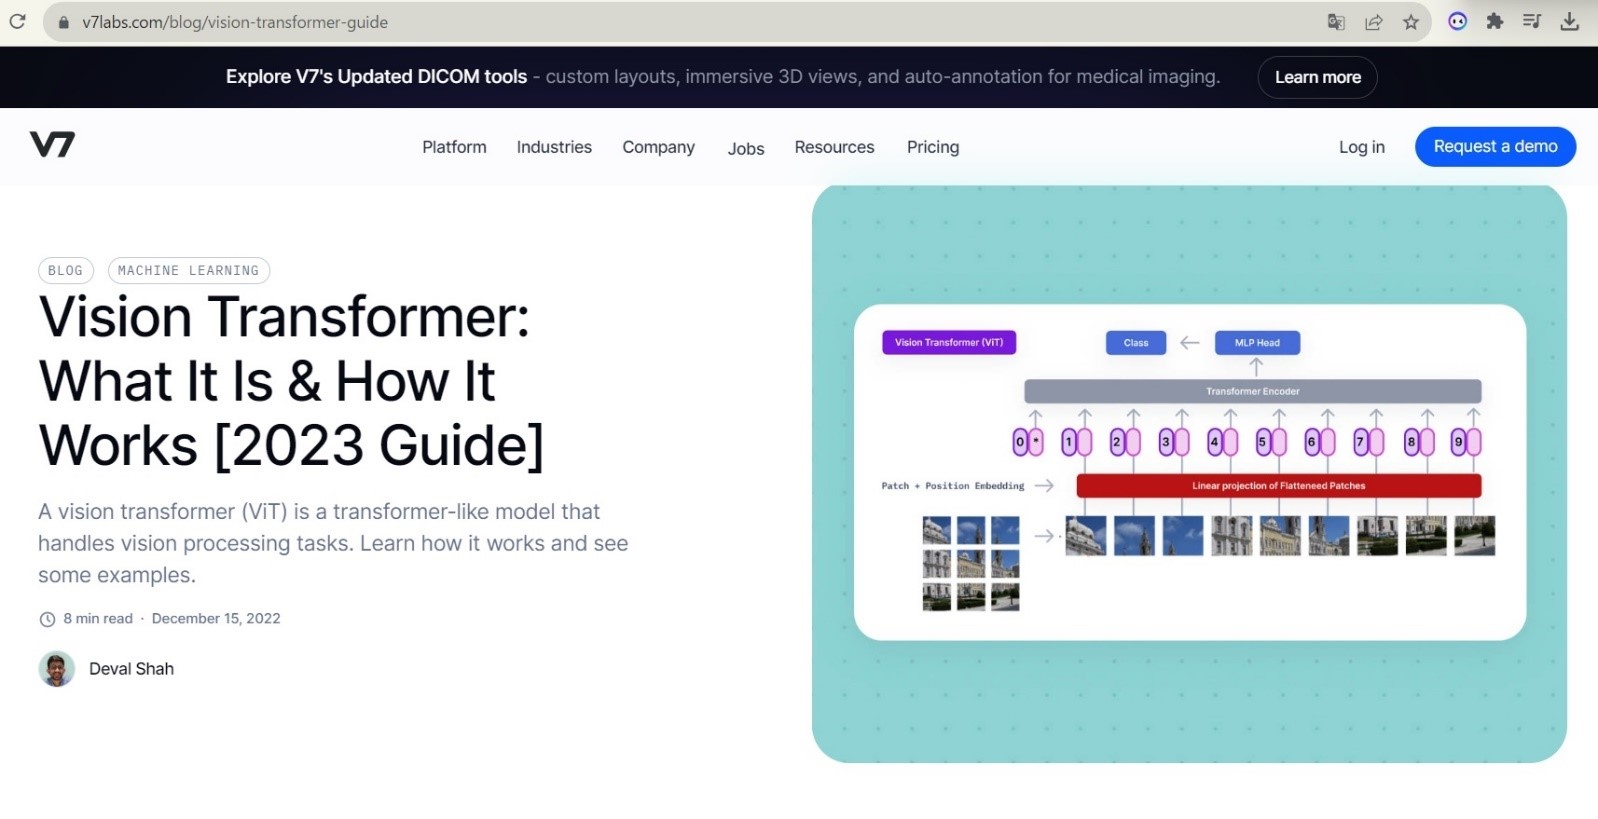 v7labs.com/blog/vision-transformer-guide
Explore V7's Updated DICOM tools - custom layouts, immersive 3D views, and auto-annotation for medical imaging.
Learn more
V7
Platform
Industries
Company
Jobs
Resources
Pricing
Log in
Request a demo
BLOG
MACHINE LEARNING
Vision Transformer:
What It Is & How It
Works [2023 Guide]
A vision transformer (ViT) is a transformer-like model that
handles vision processing tasks. Learn how it works and see
some examples.
8 min read · December 15, 2022
Deval Shah
Vision Transformer (ViT)
Class
MLP Head
Transformer Encoder
0 * 1 2 3 4 5 6 7 8 9
Patch + Position Embedding
Linear projection of Flatteneed Patches